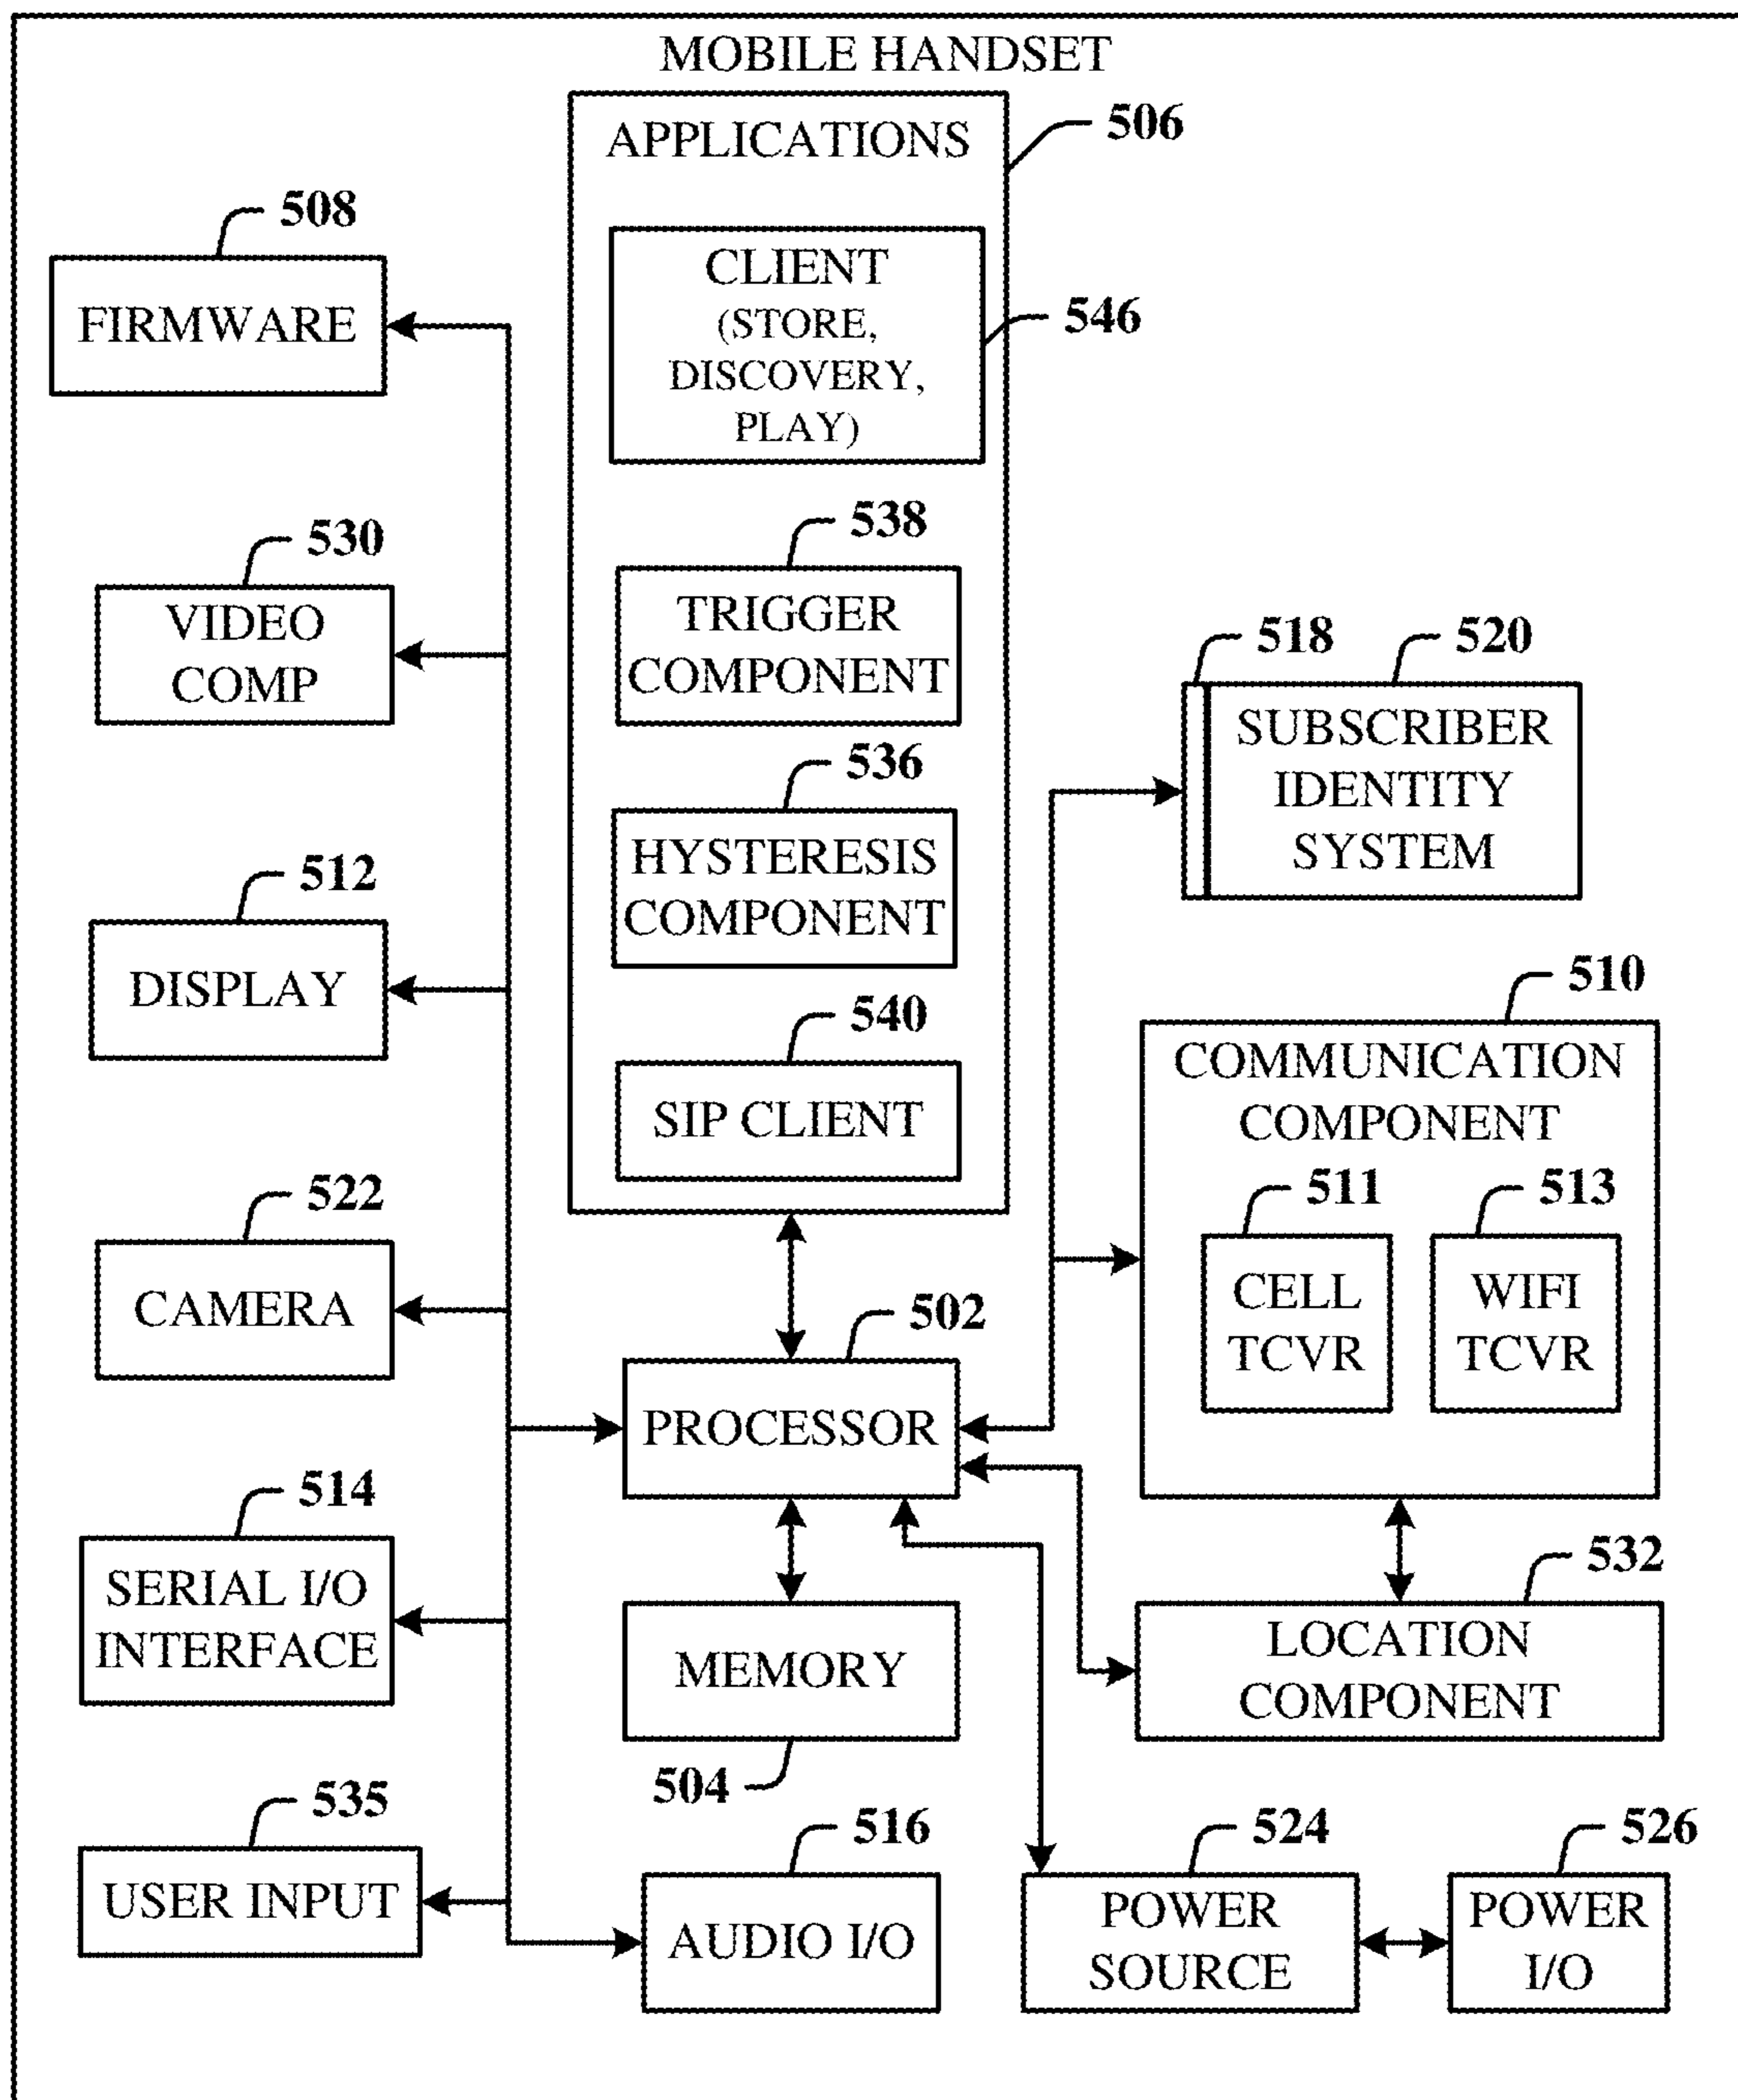 MOBILE HANDSET
APPLICATIONS
506
CLIENT
(STORE,
DISCOVERY,
PLAY)
546
538
TRIGGER
COMPONENT
536
HYSTERESIS
COMPONENT
540
SIP CLIENT
508
FIRMWARE
530
VIDEO
COMP
512
DISPLAY
522
CAMERA
514
SERIAL I/O
INTERFACE
535
USER INPUT
502
PROCESSOR
MEMORY
504
516
AUDIO I/O
518
520
SUBSCRIBER
IDENTITY
SYSTEM
510
COMMUNICATION
COMPONENT
511
CELL
TCVR
513
WIFI
TCVR
532
LOCATION
COMPONENT
524
POWER
SOURCE
526
POWER
I/O